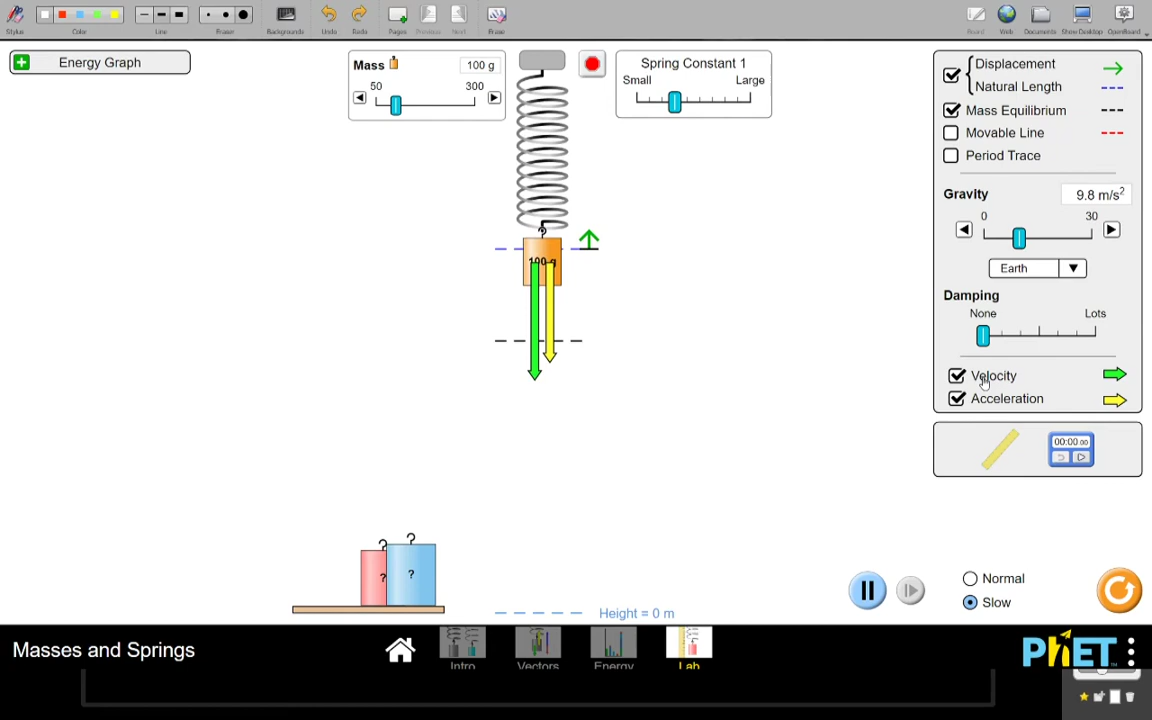 Stylus
Color
Line
Eraser
Backgrounds
Undo
Redo
Pages
Previous
Next
Erase
Board
Web
Documents
Show Desktop
OpenBoard
Energy Graph
Mass
100 g
50
300
Spring Constant 1
Small
Large
100 g
?
?
Height = 0 m
Displacement
Natural Length
Mass Equilibrium
Movable Line
Period Trace
Gravity
9.8 m/s²
0
30
Earth
Damping
None
Lots
Velocity
Acceleration
00:00 00
Normal
Slow
Masses and Springs
Intro
Vectors
Energy
Lab
PhET